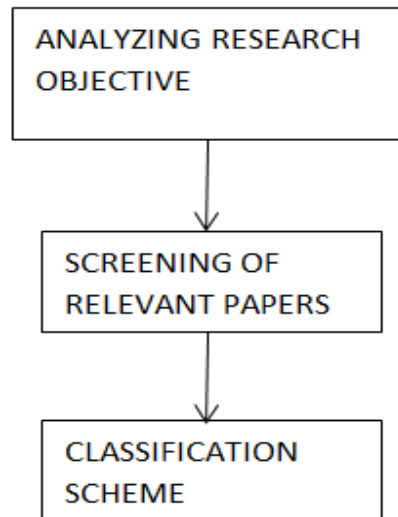 ANALYZING RESEARCH
OBJECTIVE
SCREENING OF
RELEVANT PAPERS
CLASSIFICATION
SCHEME